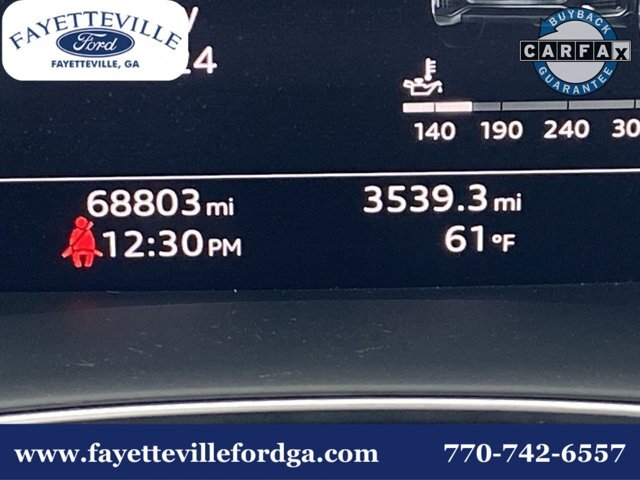 FAYETTEVILLE
Ford
FAYETTEVILLE, GA
BUYBACK
CARFAX
GUARANTEE
140 190 240 30
68803 mi 3539.3 mi
12:30 PM 61 °F
www.fayettevillefordga.com 770-742-6557